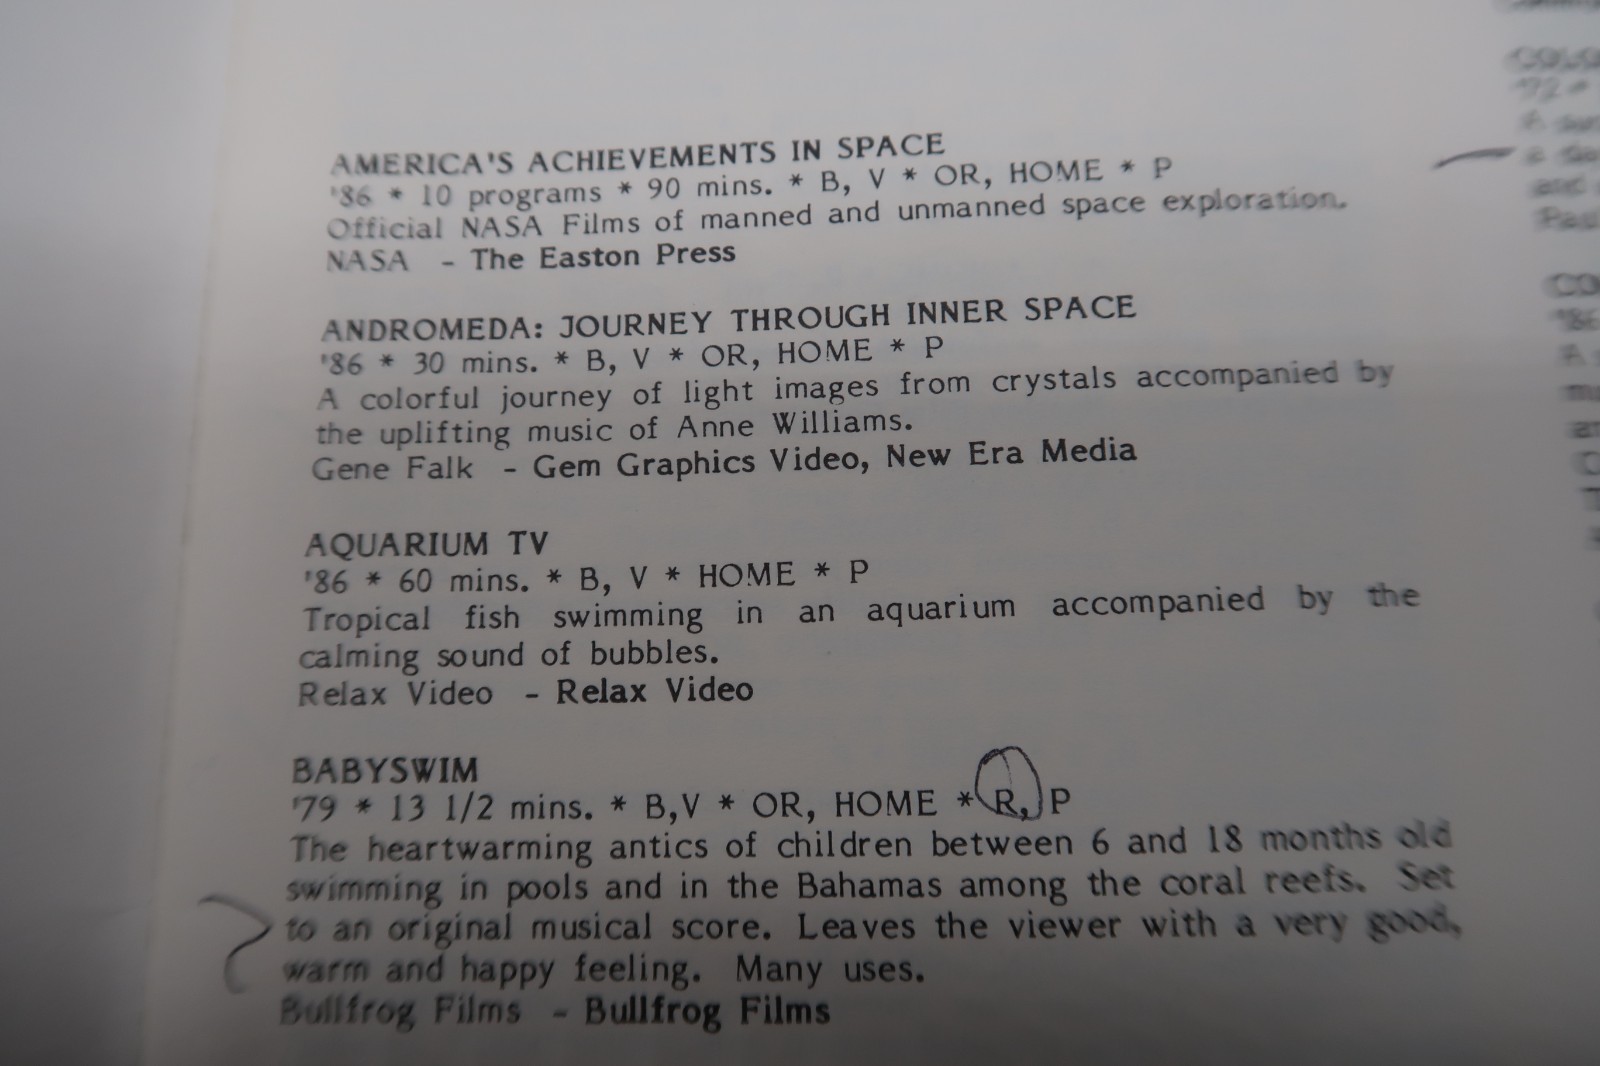 AMERICA'S ACHIEVEMENTS IN SPACE
'86 * 10 programs * 90 mins. * B, V * OR, HOME * P
Official NASA Films of manned and unmanned space exploration.
NASA - The Easton Press
ANDROMEDA: JOURNEY THROUGH INNER SPACE
'86 * 30 mins. * B, V * OR, HOME * P
A colorful journey of light images from crystals accompanied by
the uplifting music of Anne Williams.
Gene Falk - Gem Graphics Video, New Era Media
AQUARIUM TV
'86 * 60 mins. * B, V * HOME * P
Tropical fish swimming in an aquarium accompanied by the
calming sound of bubbles.
Relax Video - Relax Video
BABYSWIM
'79 * 13 1/2 mins. * B,V * OR, HOME * R, P
The heartwarming antics of children between 6 and 18 months old
swimming in pools and in the Bahamas among the coral reefs. Set
to an original musical score. Leaves the viewer with a very good,
warm and happy feeling. Many uses.
Bullfrog Films - Bullfrog Films